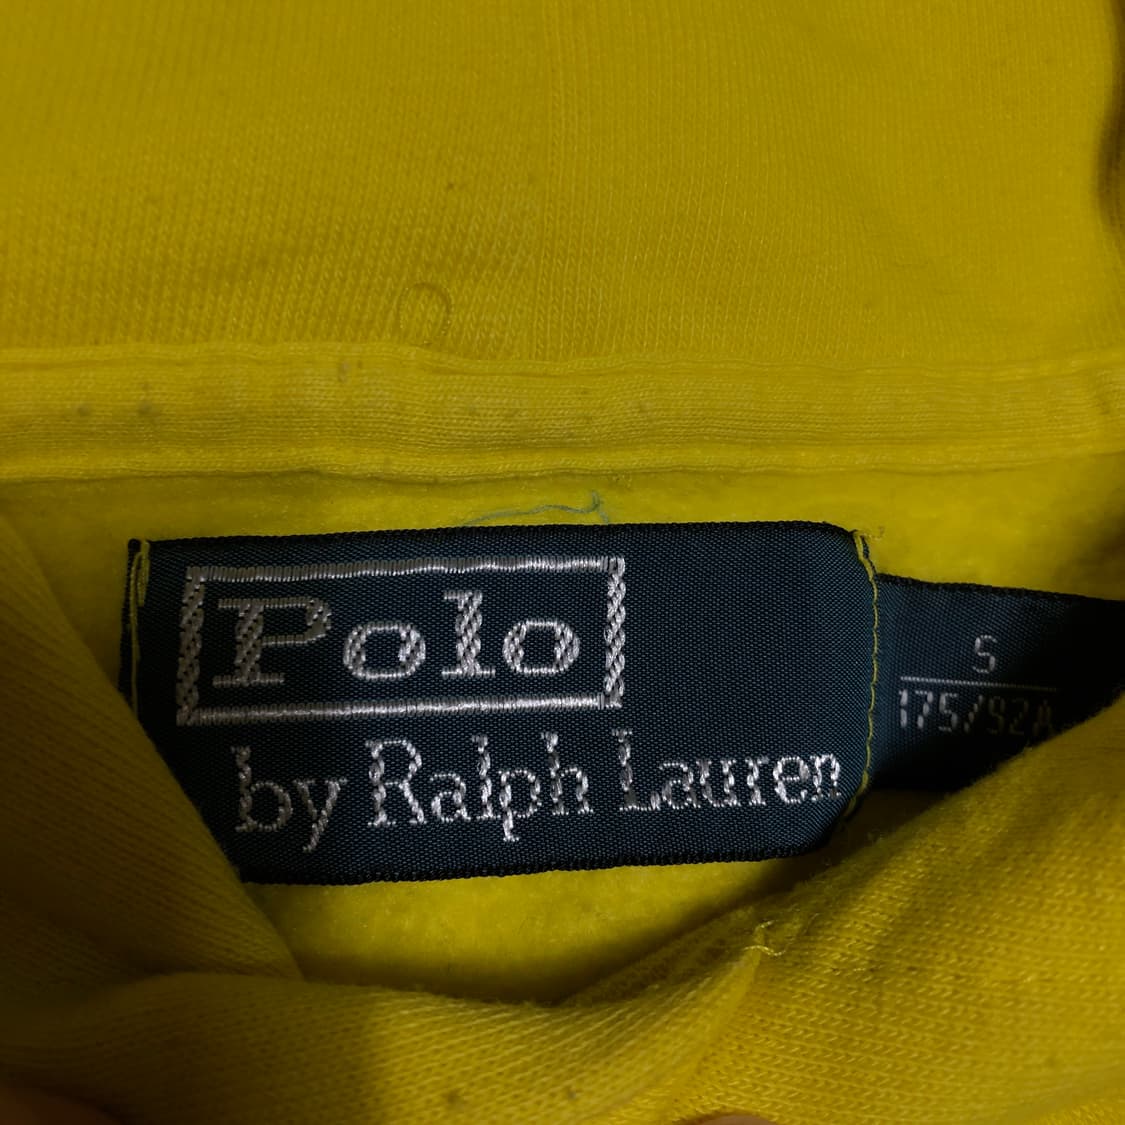 Polo
by Ralph Lauren
S
175/92A